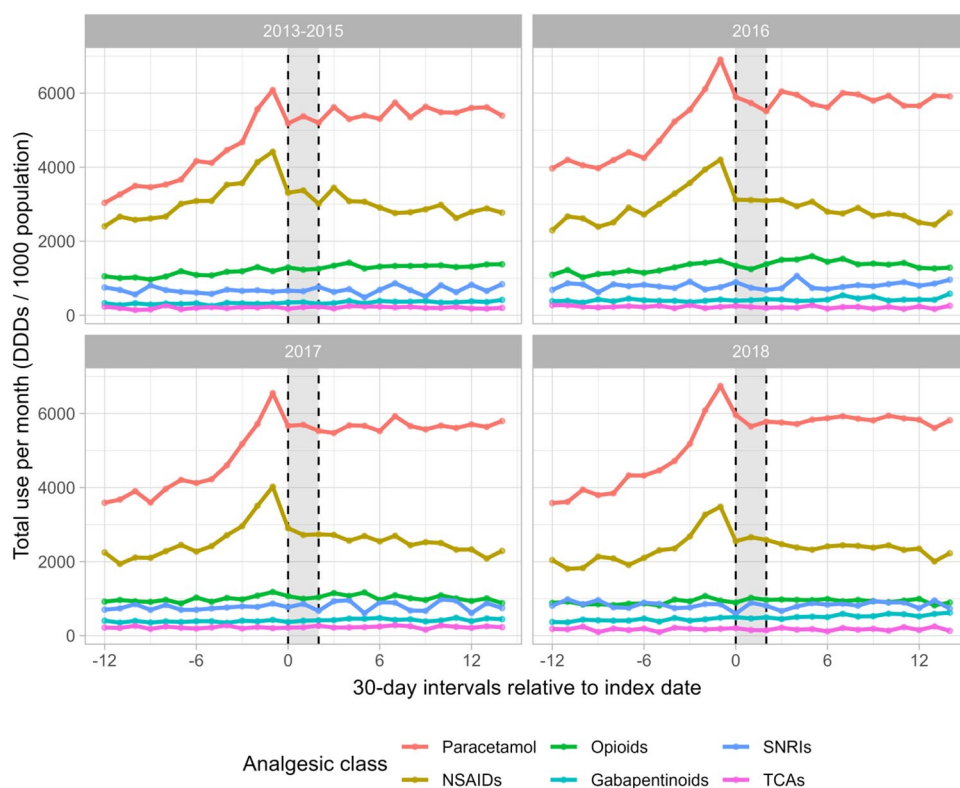 2013-2015 2016
6000
4000
2000
0
2017 2018
6000
4000
2000
0
-12 -6 0 6 12 -12 -6 0 6 12
Total use per month (DDDs / 1000 population)
30-day intervals relative to index date
Analgesic class
Paracetamol Opioids SNRIs
NSAIDs Gabapentinoids TCAs